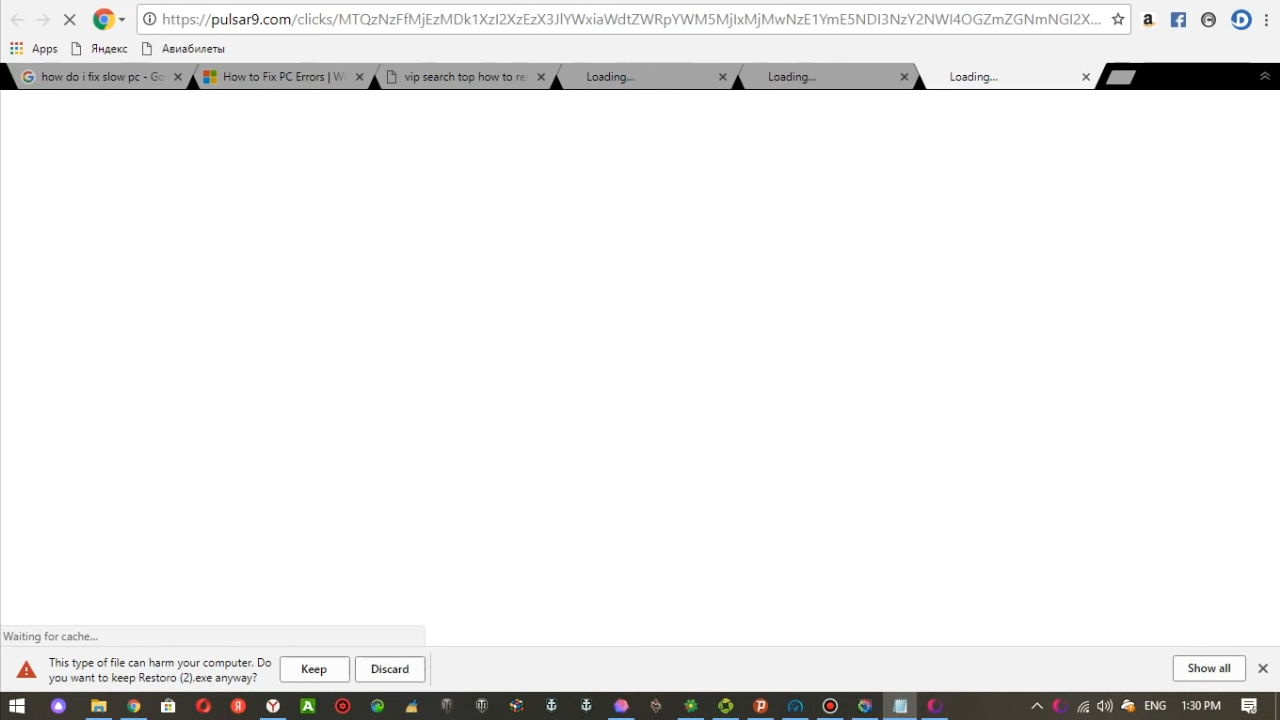 https://pulsar9.com/clicks/
Apps Яндекс Авиабилеты
how do i fix slow pc - Go
How to Fix PC Errors | Wi
vip search top how to re
Loading...
Loading...
Loading...
Waiting for cache...
This type of file can harm your computer. Do
you want to keep Restoro (2).exe anyway?
Keep
Discard
Show all
ENG
1:30 PM